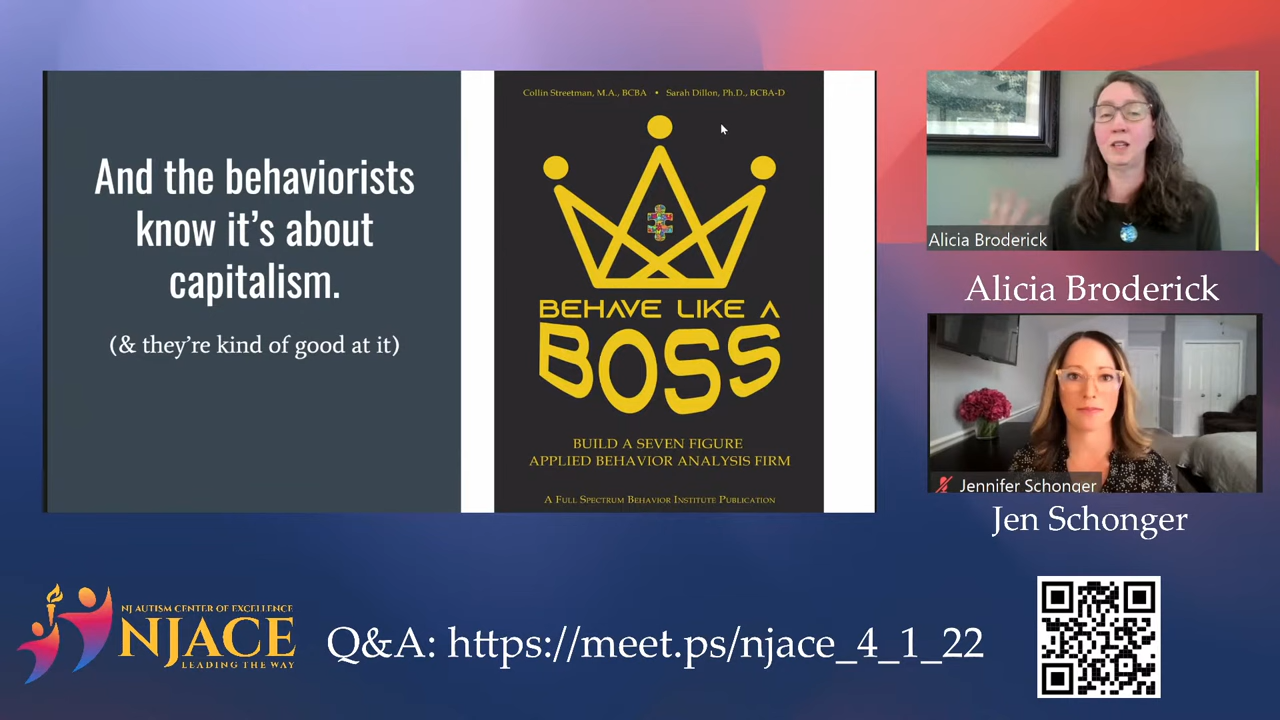 And the behaviorists
know it's about
capitalism.
(& they're kind of good at it)
Collin Streetman, M.A., BCBA • Sarah Dillon, Ph.D., BCBA-D
BEHAVE LIKE A
BOSS
BUILD A SEVEN FIGURE
APPLIED BEHAVIOR ANALYSIS FIRM
A Full Spectrum Behavior Institute Publication
Alicia Broderick
Alicia Broderick
Jennifer Schonger
Jen Schonger
NJ AUTISM CENTER OF EXCELLENCE
NJACE
LEADING THE WAY
Q&A: https://meet.ps/njace_4_1_22